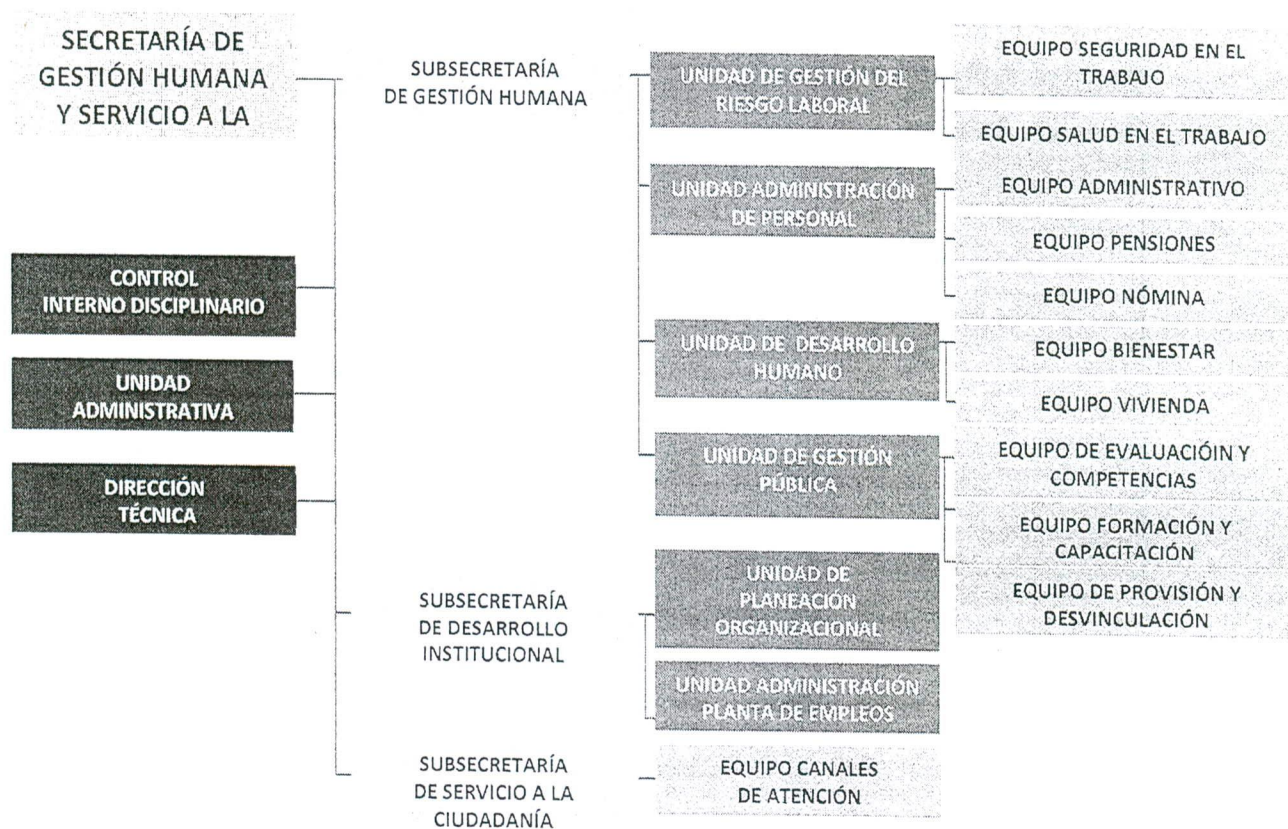 SECRETARÍA DE
GESTIÓN HUMANA
Y SERVICIO A LA
CONTROL
INTERNO DISCIPLINARIO
UNIDAD
ADMINISTRATIVA
DIRECCIÓN
TÉCNICA
SUBSECRETARÍA
DE GESTIÓN HUMANA
SUBSECRETARÍA
DE DESARROLLO
INSTITUCIONAL
SUBSECRETARÍA
DE SERVICIO A LA
CIUDADANÍA
UNIDAD DE GESTIÓN DEL
RIESGO LABORAL
UNIDAD ADMINISTRACIÓN
DE PERSONAL
UNIDAD DE DESARROLLO
HUMANO
UNIDAD DE GESTIÓN
PÚBLICA
UNIDAD DE
PLANEACIÓN
ORGANIZACIONAL
UNIDAD ADMINISTRACIÓN
PLANTA DE EMPLEOS
EQUIPO CANALES
DE ATENCIÓN
EQUIPO SEGURIDAD EN EL
TRABAJO
EQUIPO SALUD EN EL TRABAJO
EQUIPO ADMINISTRATIVO
EQUIPO PENSIONES
EQUIPO NÓMINA
EQUIPO BIENESTAR
EQUIPO VIVIENDA
EQUIPO DE EVALUACIÓIN Y
COMPETENCIAS
EQUIPO FORMACIÓN Y
CAPACITACIÓN
EQUIPO DE PROVISIÓN Y
DESVINCULACIÓN